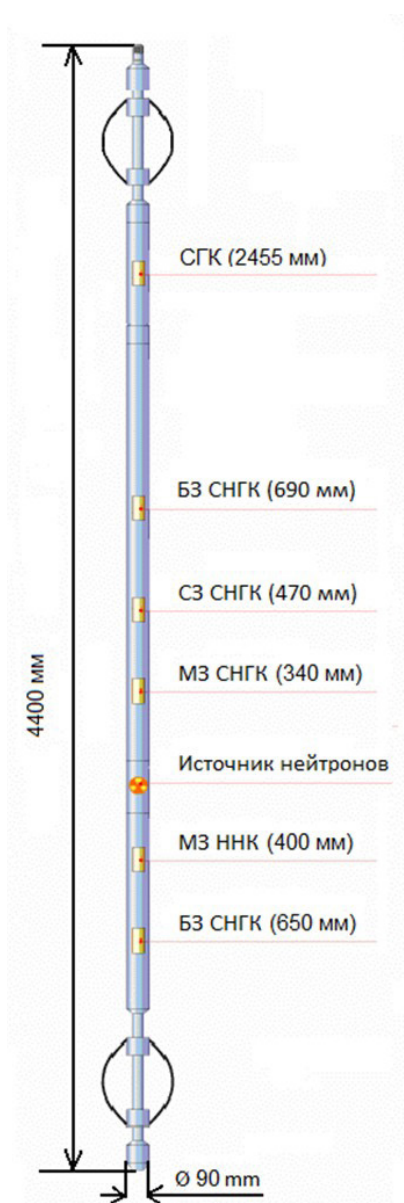 СГК (2455 мм)
БЗ СНГК (690 мм)
СЗ СНГК (470 мм)
МЗ СНГК (340 мм)
4400 мм
Источник нейтронов
МЗ ННК (400 мм)
БЗ СНГК (650 мм)
Ø 90 mm